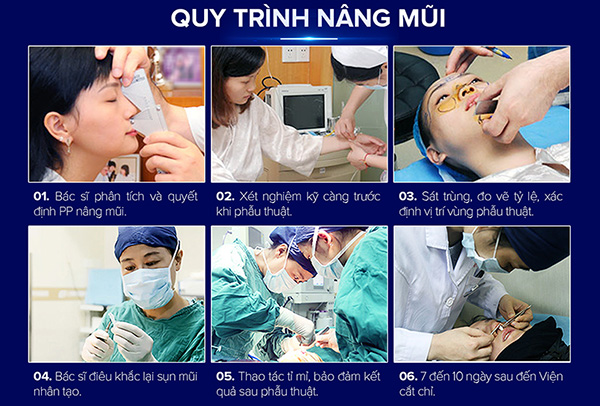 QUY TRÌNH NÂNG MŨI
01. Bác sĩ phân tích và quyết
định PP nâng mũi.
02. Xét nghiệm kỹ càng trước
khi phẫu thuật.
03. Sát trùng, đo vẽ tỷ lệ, xác
định vị trí vùng phẫu thuật.
04. Bác sĩ điêu khắc lại sụn mũi
nhân tạo.
05. Thao tác tỉ mỉ, bảo đảm kết
quả sau phẫu thuật.
06. 7 đến 10 ngày sau đến Viện
cắt chỉ.